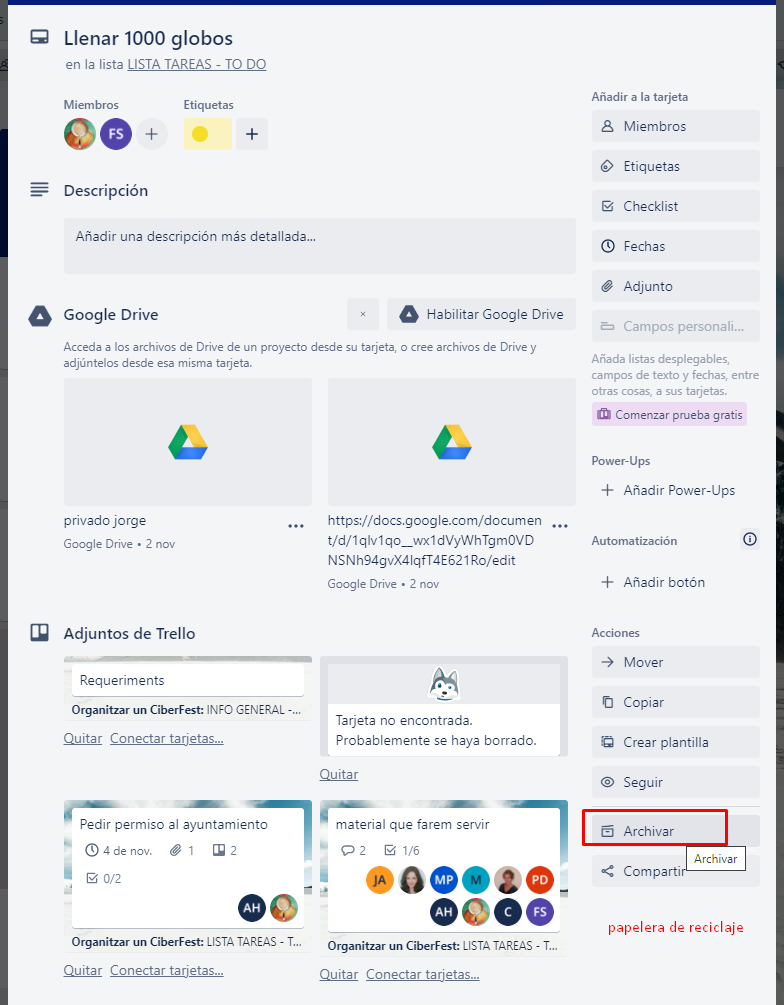 Llenar 1000 globos
en la lista LISTA TAREAS - TO DO
Miembros
Etiquetas
FS
Descripción
Añadir una descripción más detallada...
Google Drive
×
Habilitar Google Drive
Acceda a los archivos de Drive de un proyecto desde su tarjeta, o cree archivos de Drive y
adjúntelos desde esa misma tarjeta.
privado jorge
Google Drive • 2 nov
https://docs.google.com/documen
t/d/1qlv1qo__wx1dVyWhTgm0VD
NSNh94gvX4IqfT4E621Ro/edit
Google Drive • 2 nov
Adjuntos de Trello
Requeriments
Organitzar un CiberFest: INFO GENERAL -...
Quitar Conectar tarjetas...
Tarjeta no encontrada.
Probablemente se haya borrado.
Quitar
Pedir permiso al ayuntamiento
4 de nov. 1 2
0/2
AH
Organitzar un CiberFest: LISTA TAREAS - T...
Quitar Conectar tarjetas...
material que farem servir
2 1/6
JA MP M PD
AH C FS
Organitzar un CiberFest: LISTA TAREAS - T...
Quitar Conectar tarjetas...
Añadir a la tarjeta
Miembros
Etiquetas
Checklist
Fechas
Adjunto
Campos personali...
Añada listas desplegables,
campos de texto y fechas, entre
otras cosas, a sus tarjetas.
Comenzar prueba gratis
Power-Ups
Añadir Power-Ups
Automatización
Añadir botón
Acciones
Mover
Copiar
Crear plantilla
Seguir
Archivar
Archivar
Compartir
papelera de reciclaje